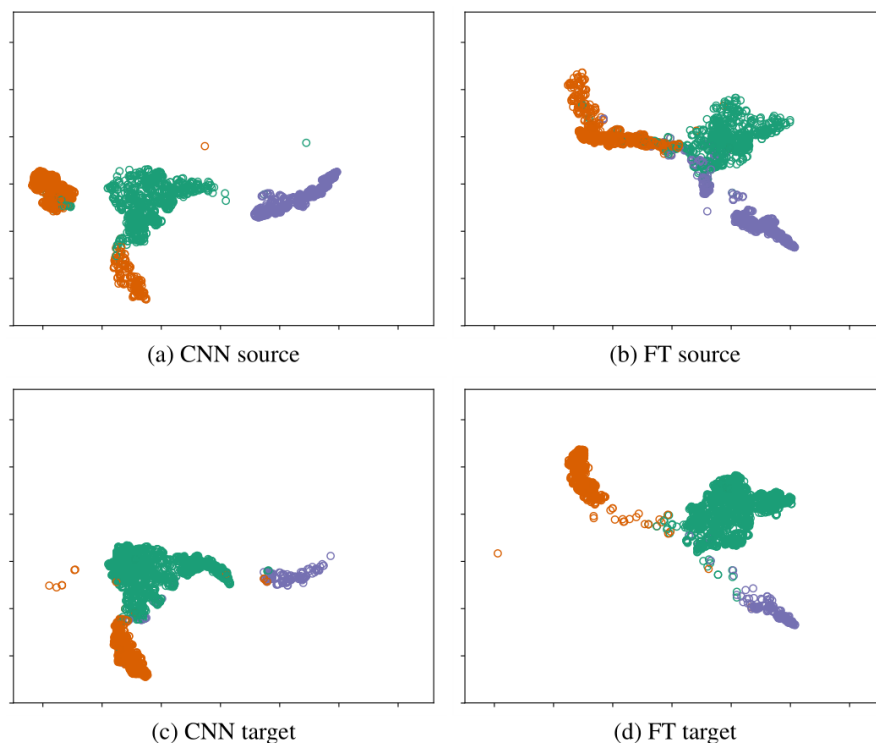 (a) CNN source
(b) FT source
(c) CNN target
(d) FT target